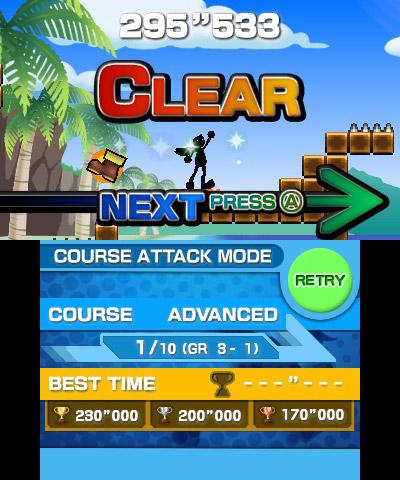 295"533
CLEAR
NEXT PRESS A
COURSE ATTACK MODE
RETRY
COURSE ADVANCED
1/10 (GR 3 - 1)
BEST TIME ---"---
230"000 200"000 170"000